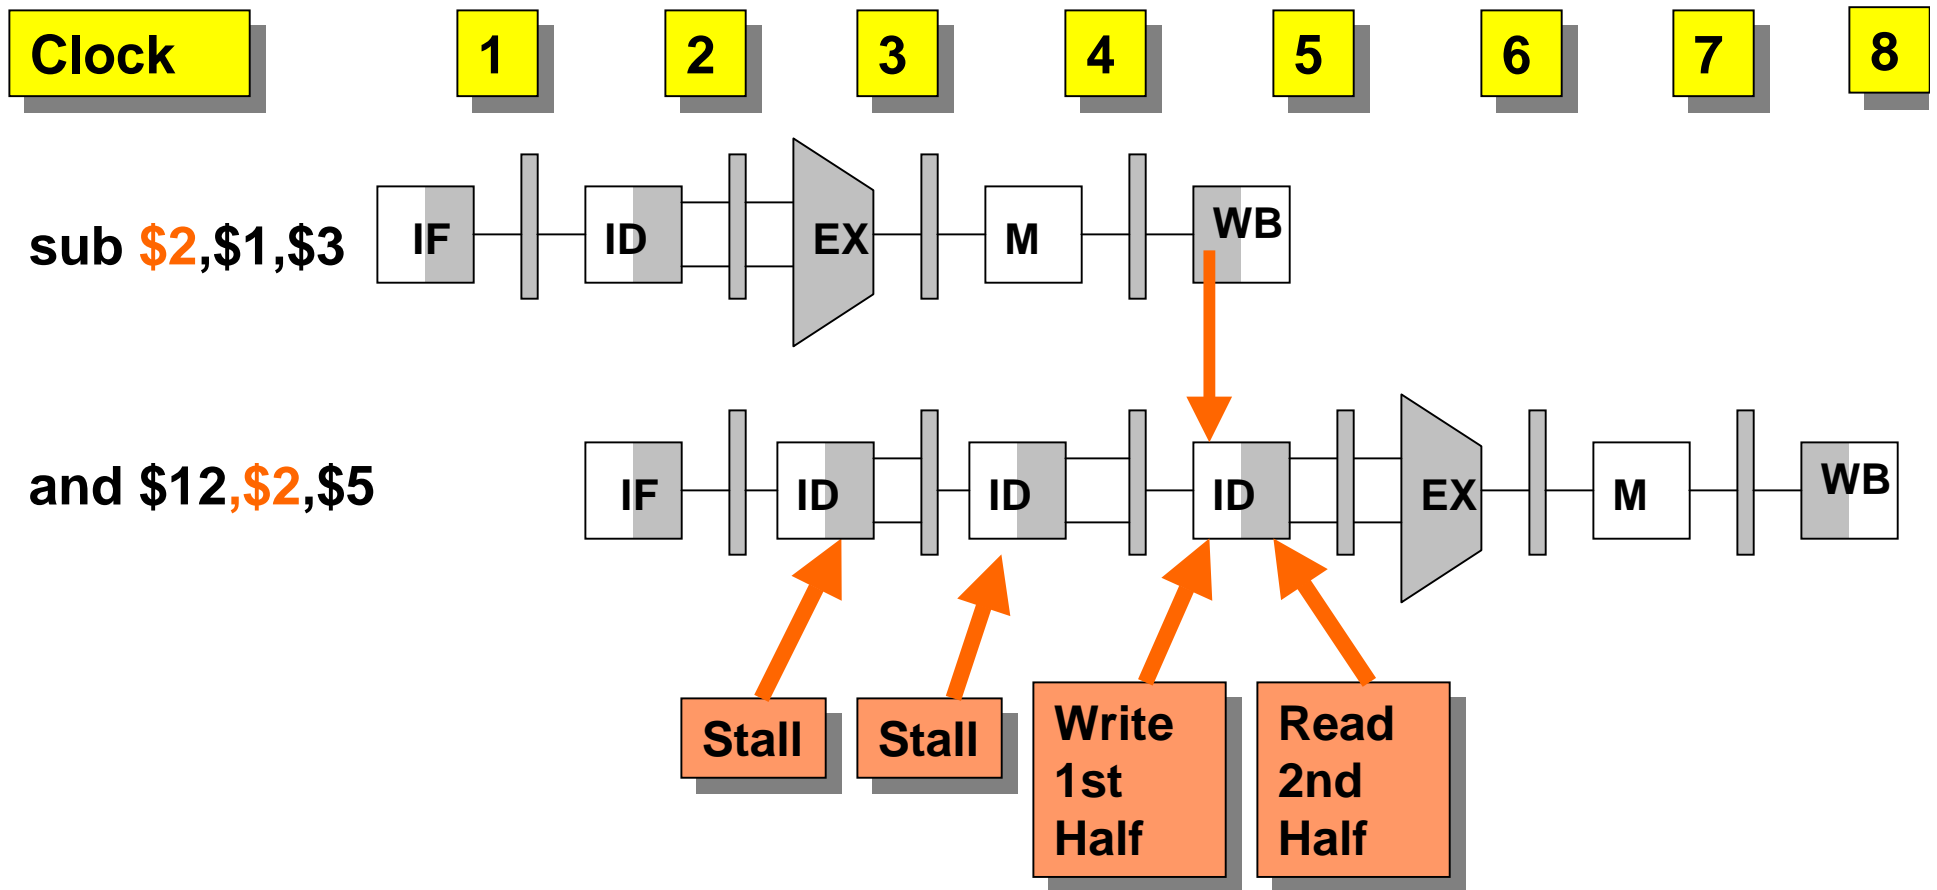 Clock 1 2 3 4 5 6 7 8
sub $2,$1,$3 IF ID EX M WB
and $12,$2,$5 IF ID ID ID EX M WB
Stall
Stall
Write
1st
Half
Read
2nd
Half